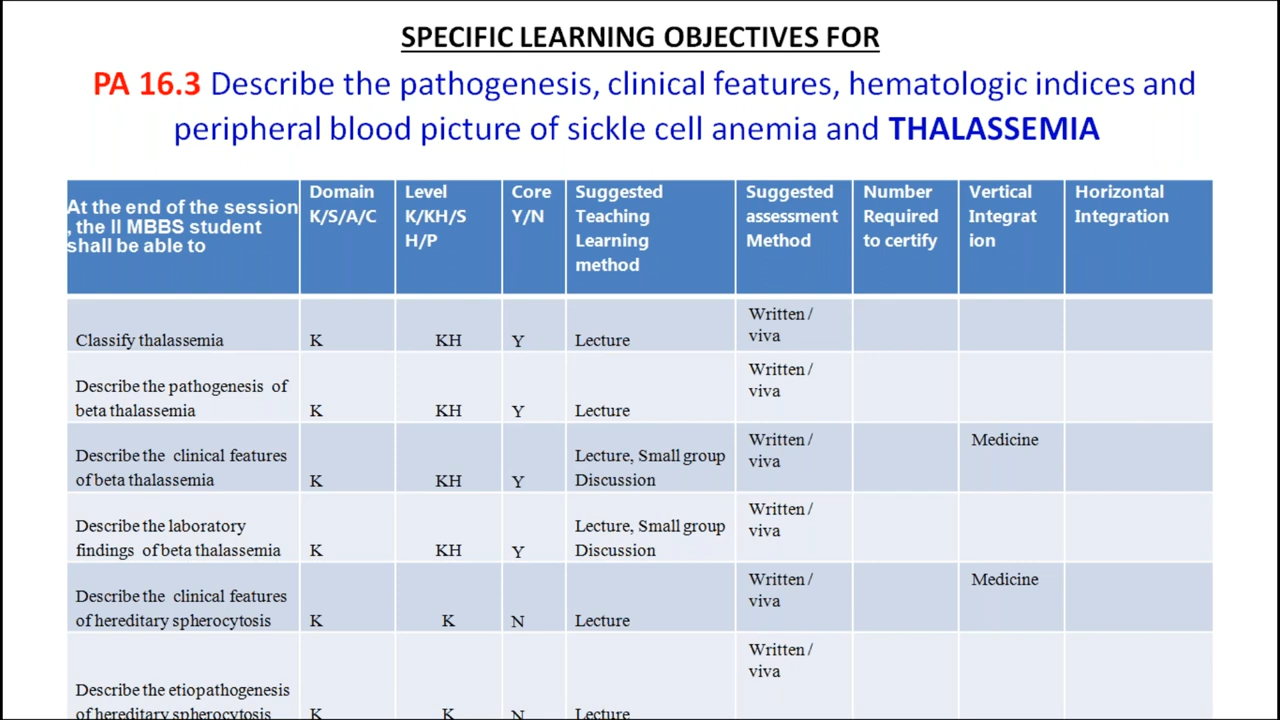 SPECIFIC LEARNING OBJECTIVES FOR
PA 16.3 Describe the pathogenesis, clinical features, hematologic indices and
peripheral blood picture of sickle cell anemia and THALASSEMIA
At the end of the session
, the II MBBS student
shall be able to
Domain
K/S/A/C
Level
K/KH/S
H/P
Core
Y/N
Suggested
Teaching
Learning
method
Suggested
assessment
Method
Number
Required
to certify
Vertical
Integrat
ion
Horizontal
Integration
Classify thalassemia
K
KH
Y
Lecture
Written /
viva
Describe the pathogenesis of
beta thalassemia
K
KH
Y
Lecture
Written /
viva
Describe the clinical features
of beta thalassemia
K
KH
Y
Lecture, Small group
Discussion
Written /
viva
Medicine
Describe the laboratory
findings of beta thalassemia
K
KH
Y
Lecture, Small group
Discussion
Written /
viva
Describe the clinical features
of hereditary spherocytosis
K
K
N
Lecture
Written /
viva
Medicine
Describe the etiopathogenesis
of hereditary spherocytosis
K
K
N
Lecture
Written /
viva